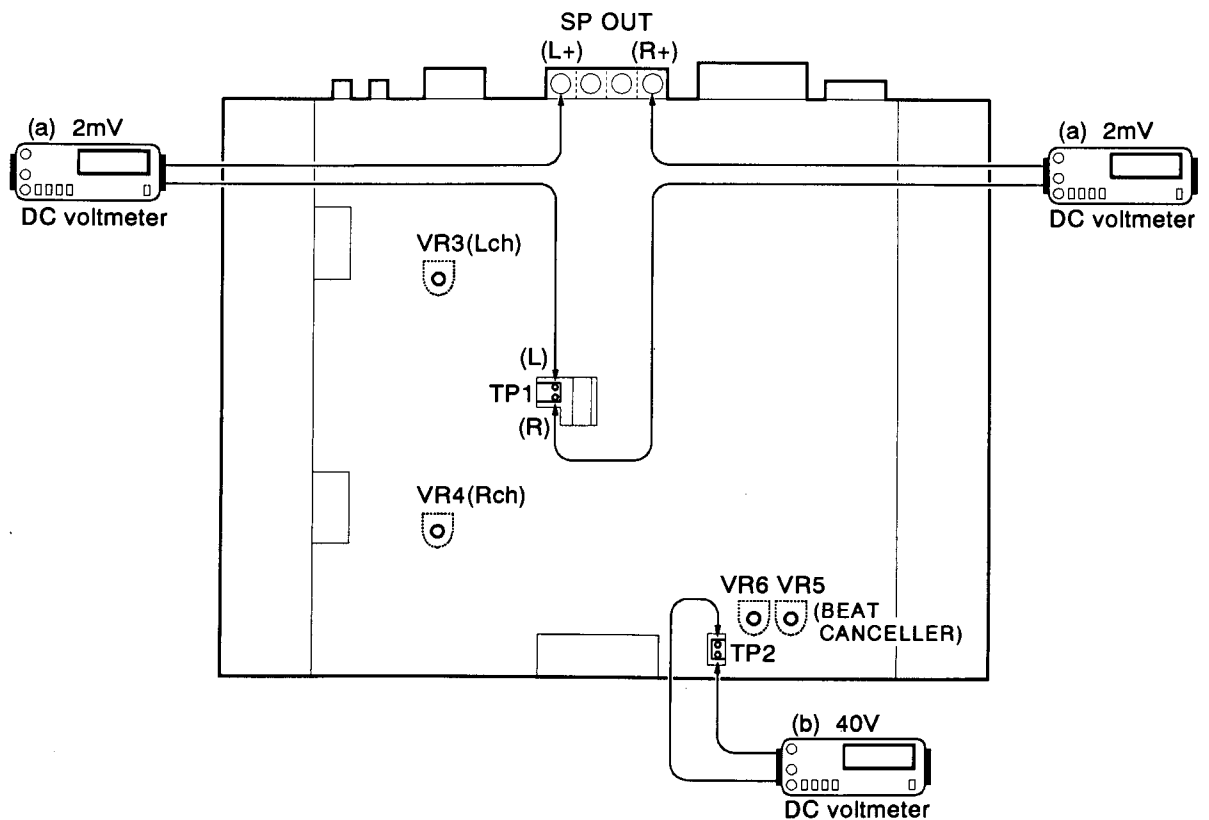 SP OUT
(L+) (R+)
(a) 2mV
DC voltmeter
(a) 2mV
DC voltmeter
VR3(Lch)
(L)
TP1
(R)
VR4(Rch)
VR6 VR5
(BEAT
CANCELLER)
TP2
(b) 40V
DC voltmeter